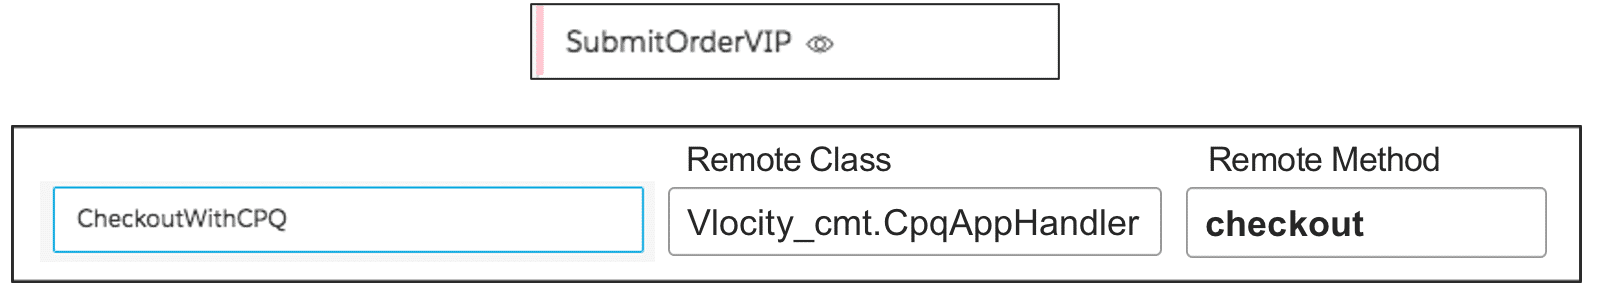 SubmitOrderVIP
Remote Class
Remote Method
CheckoutWithCPQ
Vlocity_cmt.CpqAppHandler
checkout